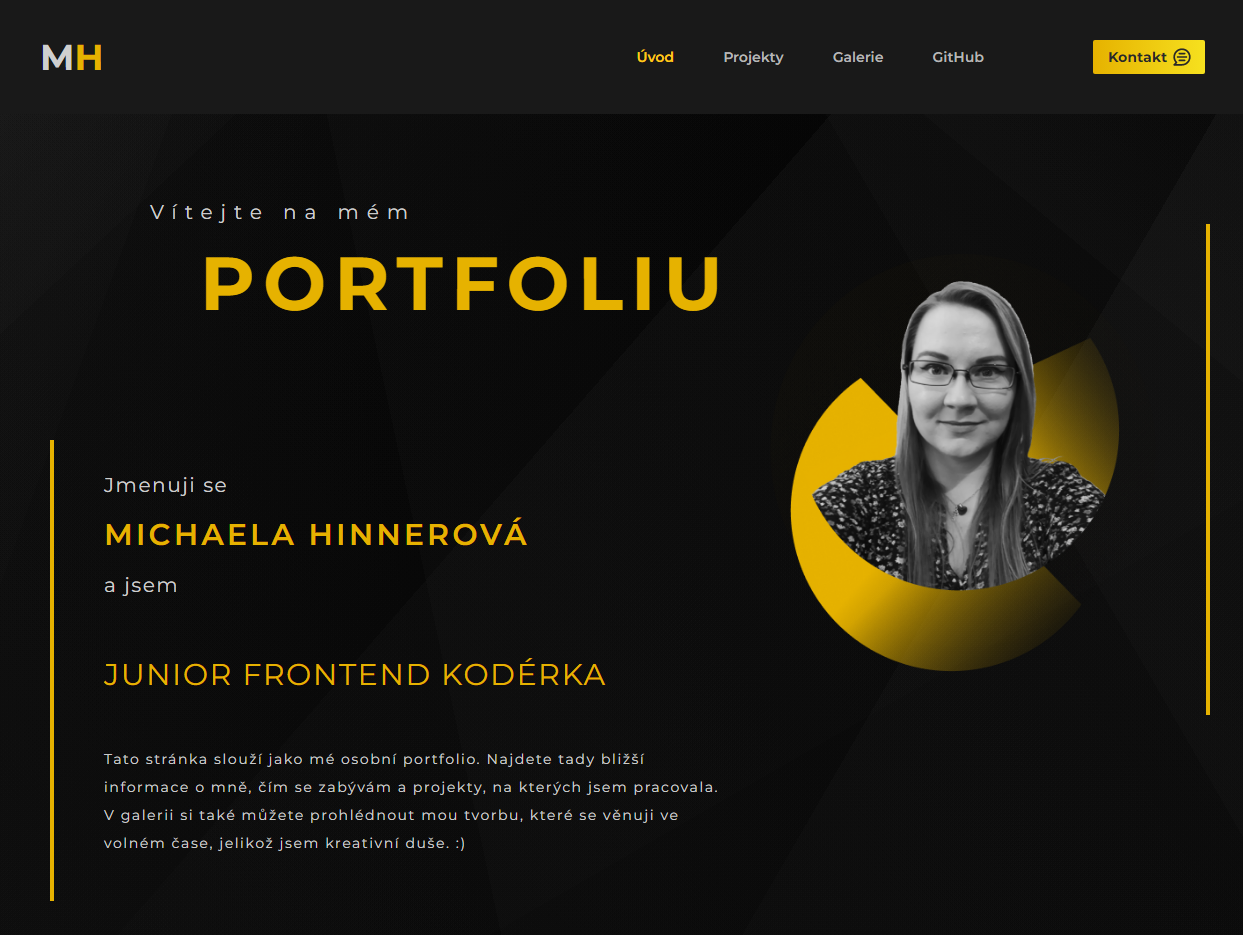 MH
Úvod Projekty Galerie GitHub Kontakt
Vítejte na mém
PORTFOLIU
Jmenuji se
MICHAELA HINNEROVÁ
a jsem
JUNIOR FRONTEND KODÉRKA
Tato stránka slouží jako mé osobní portfolio. Najdete tady bližší
informace o mně, čím se zabývám a projekty, na kterých jsem pracovala.
V galerii si také můžete prohlédnout mou tvorbu, které se věnuji ve
volném čase, jelikož jsem kreativní duše. :)